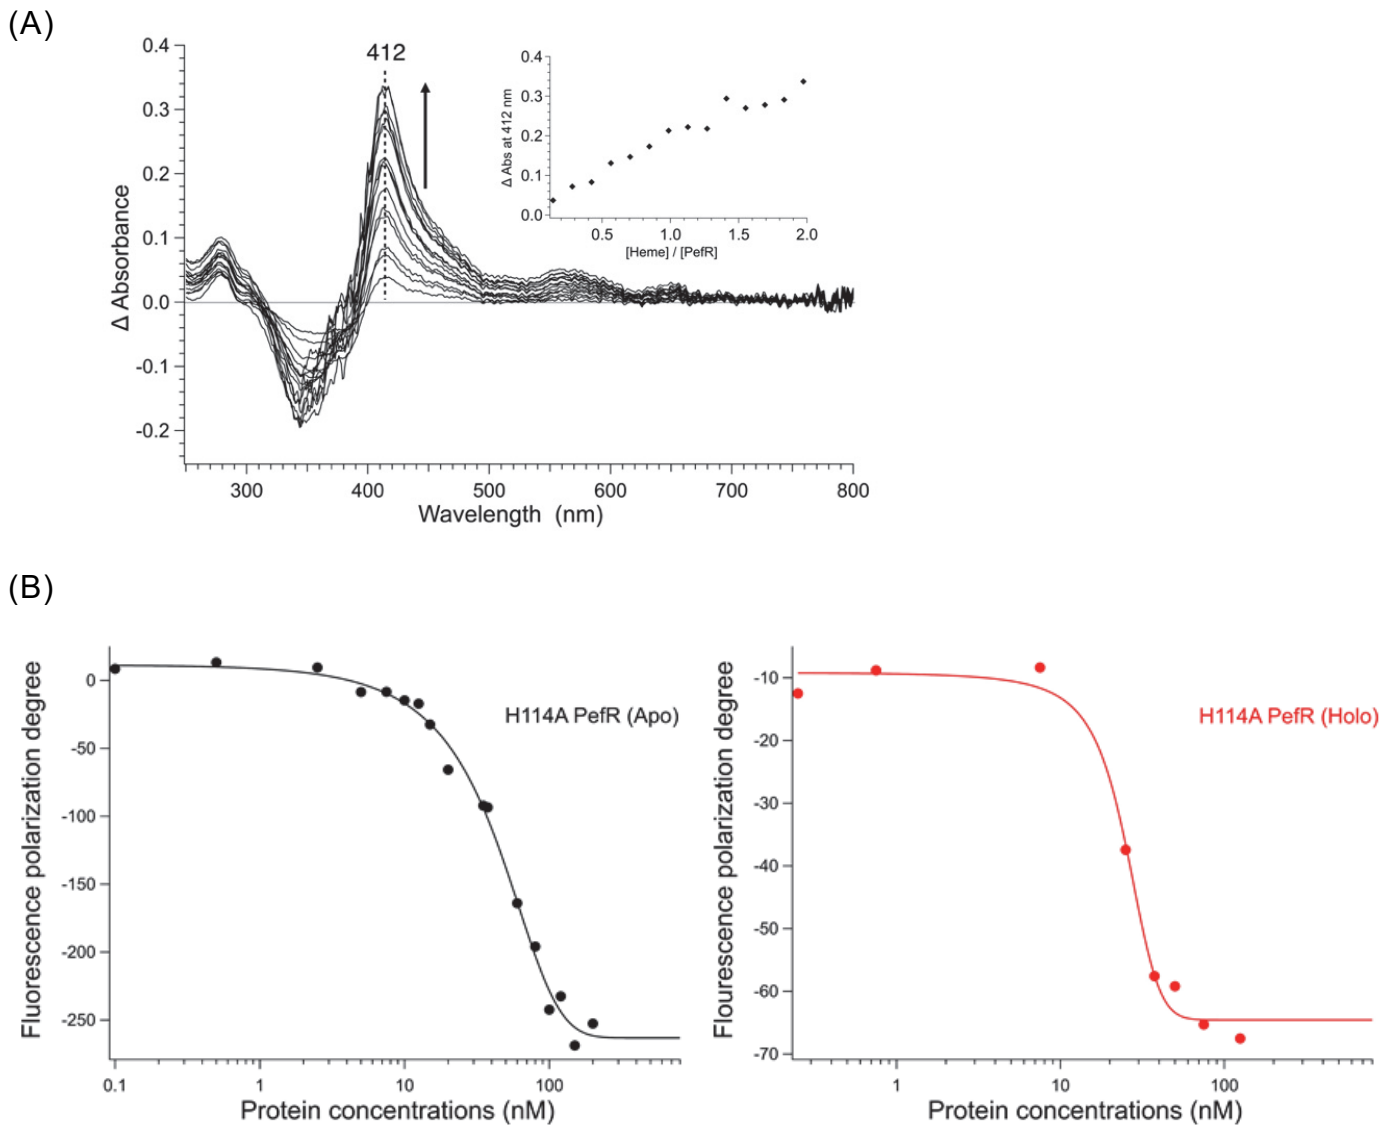 (A)
412
0.4
0.3
0.2
0.1
0.0
-0.1
-0.2
Δ Absorbance
300 400 500 600 700 800
Wavelength (nm)
0.4
0.3
0.2
0.1
0.0
Δ Abs at 412 nm
0.5 1.0 1.5 2.0
[Heme] / [PefR]
(B)
0
-50
-100
-150
-200
-250
Fluorescence polarization degree
H114A PefR (Apo)
0.1 1 10 100
Protein concentrations (nM)
-10
-20
-30
-40
-50
-60
-70
Flourescence polarization degree
H114A PefR (Holo)
1 10 100
Protein concentrations (nM)